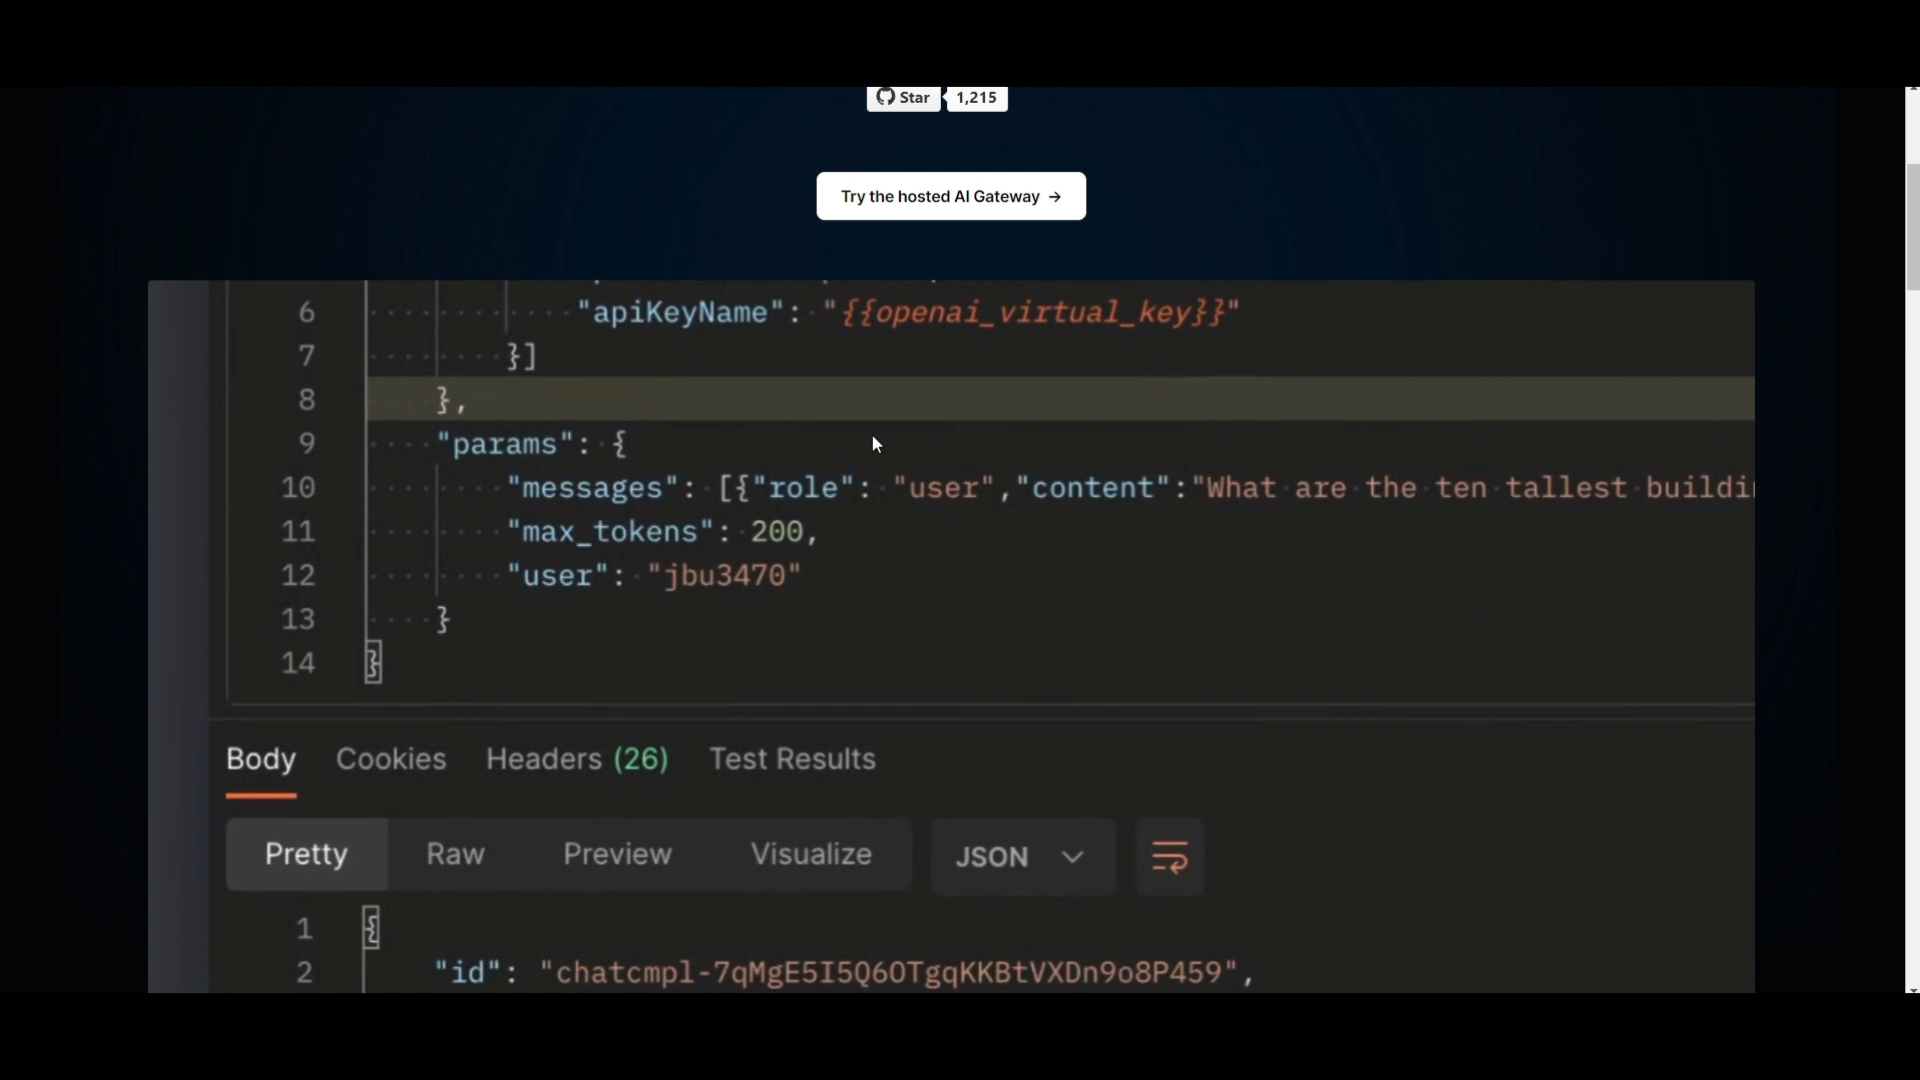 Star 1,215
Try the hosted AI Gateway →
6 "apiKeyName": "{{openai_virtual_key}}"
7 }]
8 },
9 "params": {
10 "messages": [{"role": "user","content":"What are the ten tallest
11 "max_tokens": 200,
12 "user": "jbu3470"
13 }
14 }
Body Cookies Headers (26) Test Results
Pretty Raw Preview Visualize JSON
1 {
2 "id": "chatcmpl-7qMgE5I5Q6OTgqKKBtVXDn9o8P459",